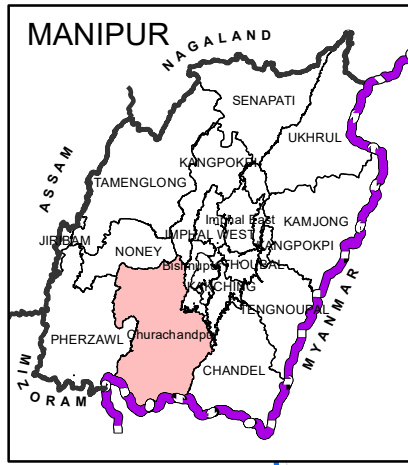 MANIPUR
NAGALAND
SENAPATI
UKHRUL
KANGPOKPI
ASSAM
TAMENGLONG
Imphal East
KAMJONG
JIRIBAM
IMPHAL WEST
KANGPOKPI
NONEY
Bishnupur
THOUBAL
KAKCHING
TENGNOUPAL
MYANMAR
Churachandpur
PHERZAWL
CHANDEL
MIZORAM